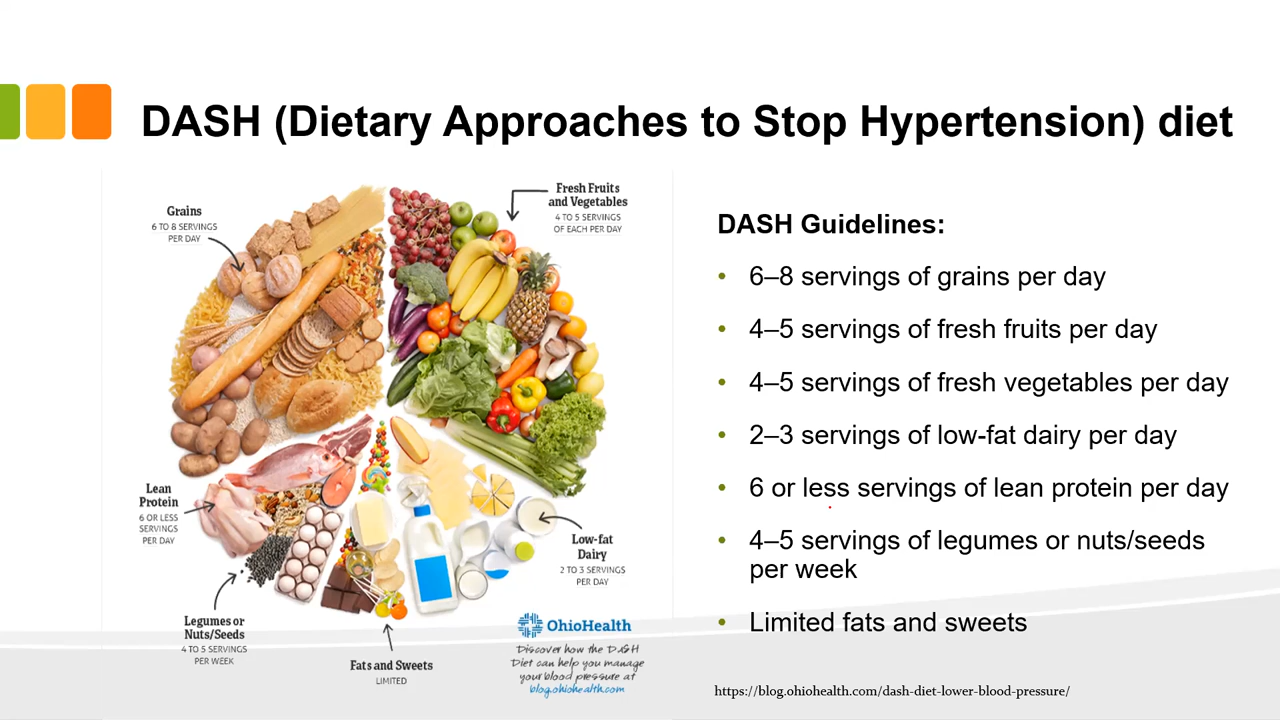 DASH (Dietary Approaches to Stop Hypertension) diet
Grains
6 TO 8 SERVINGS
PER DAY
Fresh Fruits
and Vegetables
4 TO 5 SERVINGS
OF EACH PER DAY
Lean
Protein
6 OR LESS
SERVINGS
PER DAY
Low-fat
Dairy
2 TO 3 SERVINGS
PER DAY
Legumes or
Nuts/Seeds
4 TO 5 SERVINGS
PER WEEK
Fats and Sweets
LIMITED
OhioHealth
Discover how the DASH
Diet can help you manage
your blood pressure at
blog.ohiohealth.com
DASH Guidelines:
• 6–8 servings of grains per day
• 4–5 servings of fresh fruits per day
• 4–5 servings of fresh vegetables per day
• 2–3 servings of low-fat dairy per day
• 6 or less servings of lean protein per day
• 4–5 servings of legumes or nuts/seeds
per week
• Limited fats and sweets
https://blog.ohiohealth.com/dash-diet-lower-blood-pressure/